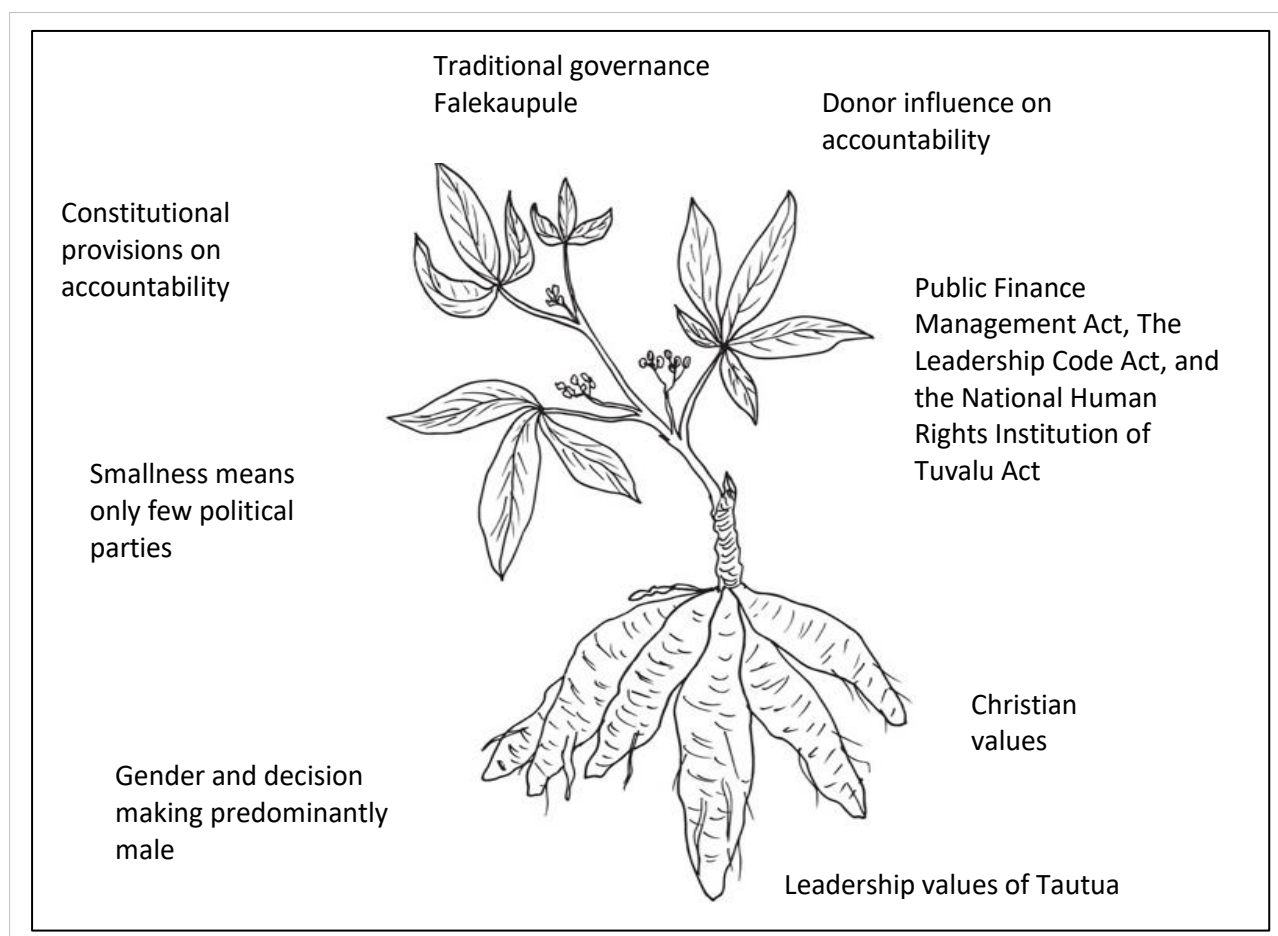 Traditional governance
Falekaupule
Donor influence on
accountability
Constitutional
provisions on
accountability
Public Finance
Management Act, The
Leadership Code Act, and
the National Human
Rights Institution of
Tuvalu Act
Smallness means
only few political
parties
Christian
values
Gender and decision
making predominantly
male
Leadership values of Tautua